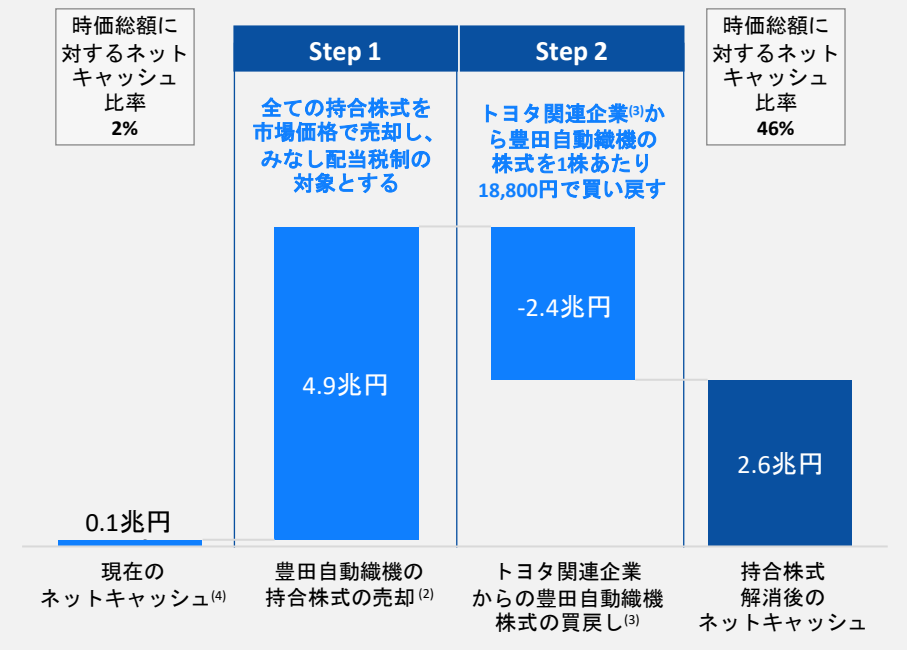 時価総額に
対するネット
キャッシュ
比率
2%
Step 1
Step 2
時価総額に
対するネット
キャッシュ
比率
46%
全ての持合株式を
市場価格で売却し、
みなし配当税制の
対象とする
トヨタ関連企業(3)か
ら豊田自動織機の
株式を1株あたり
18,800円で買い戻す
0.1兆円
4.9兆円
-2.4兆円
2.6兆円
現在の
ネットキャッシュ(4)
豊田自動織機の
持合株式の売却(2)
トヨタ関連企業
からの豊田自動織機
株式の買戻し(3)
持合株式
解消後の
ネットキャッシュ